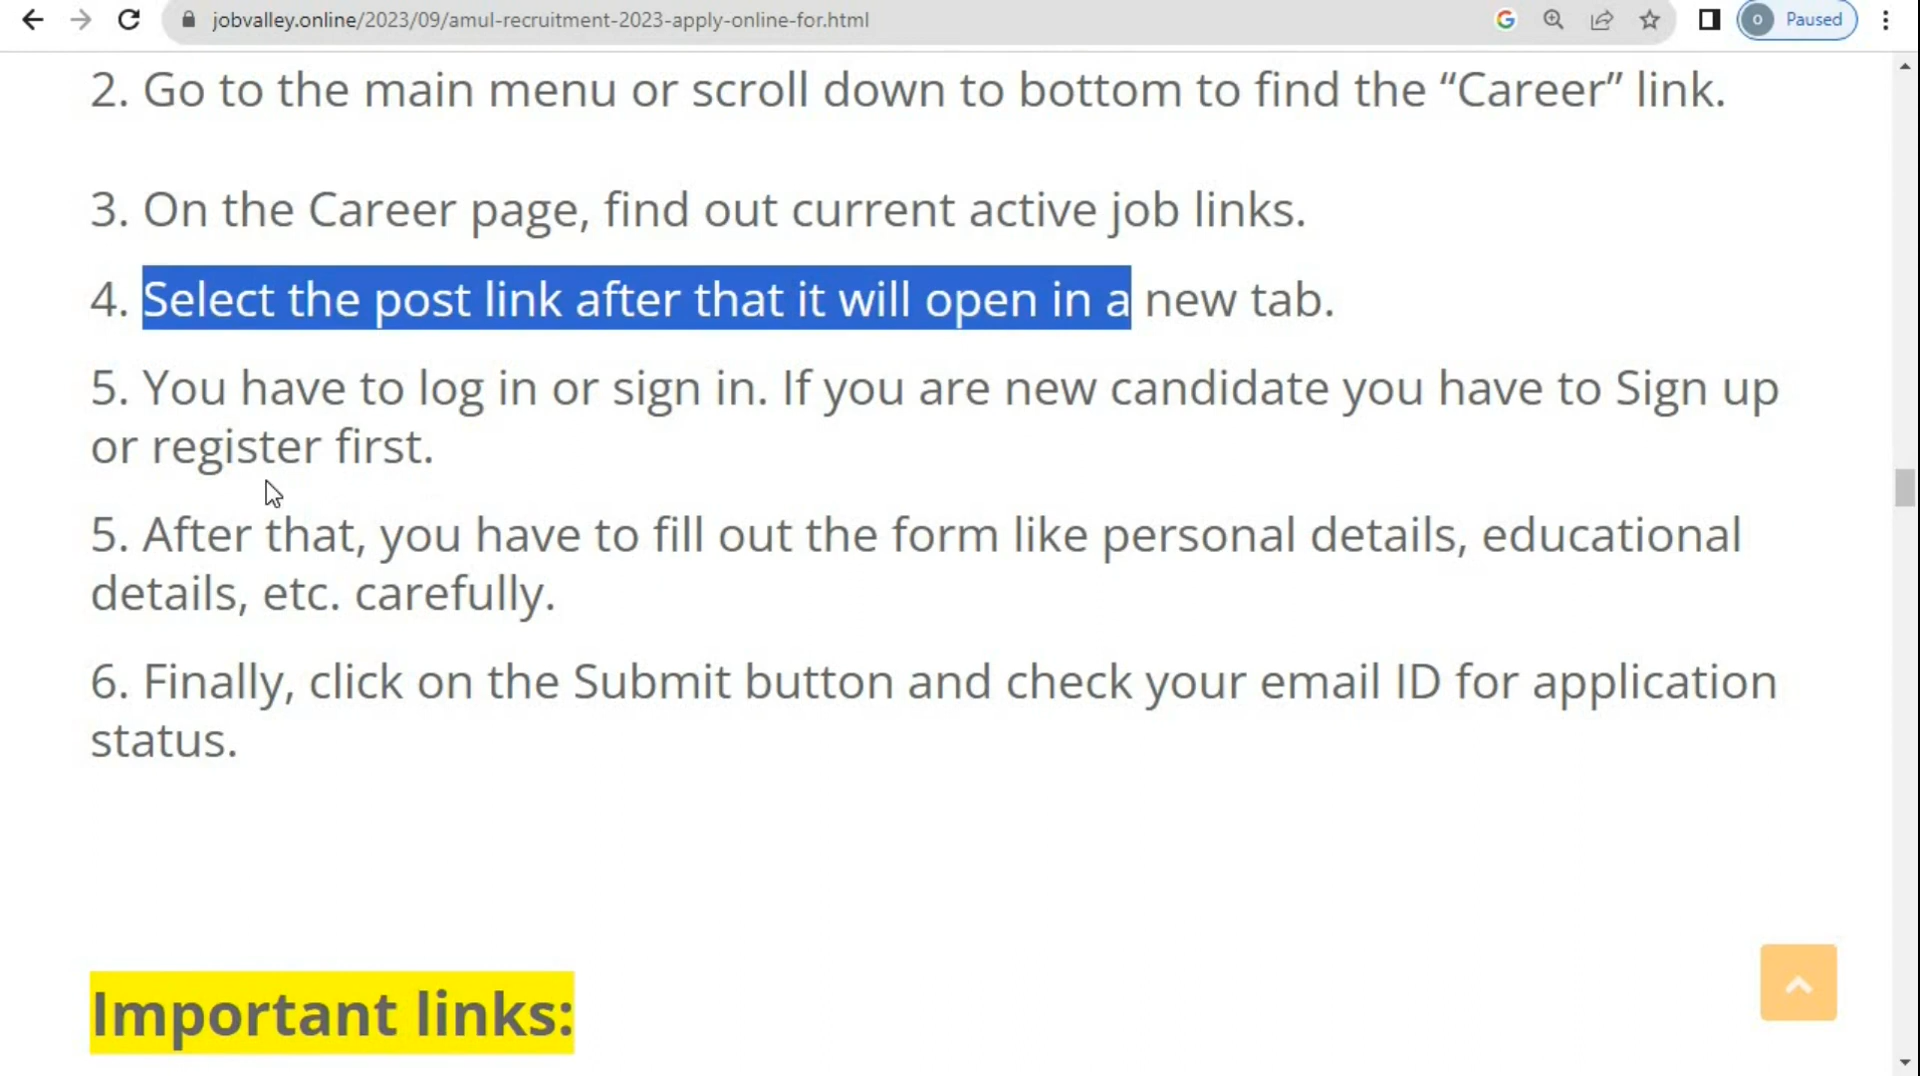 jobvalley.online/2023/09/amul-recruitment-2023-apply-online-for.html
o Paused
2. Go to the main menu or scroll down to bottom to find the “Career” link.
3. On the Career page, find out current active job links.
4. Select the post link after that it will open in a new tab.
5. You have to log in or sign in. If you are new candidate you have to Sign up
or register first.
5. After that, you have to fill out the form like personal details, educational
details, etc. carefully.
6. Finally, click on the Submit button and check your email ID for application
status.
Important links: